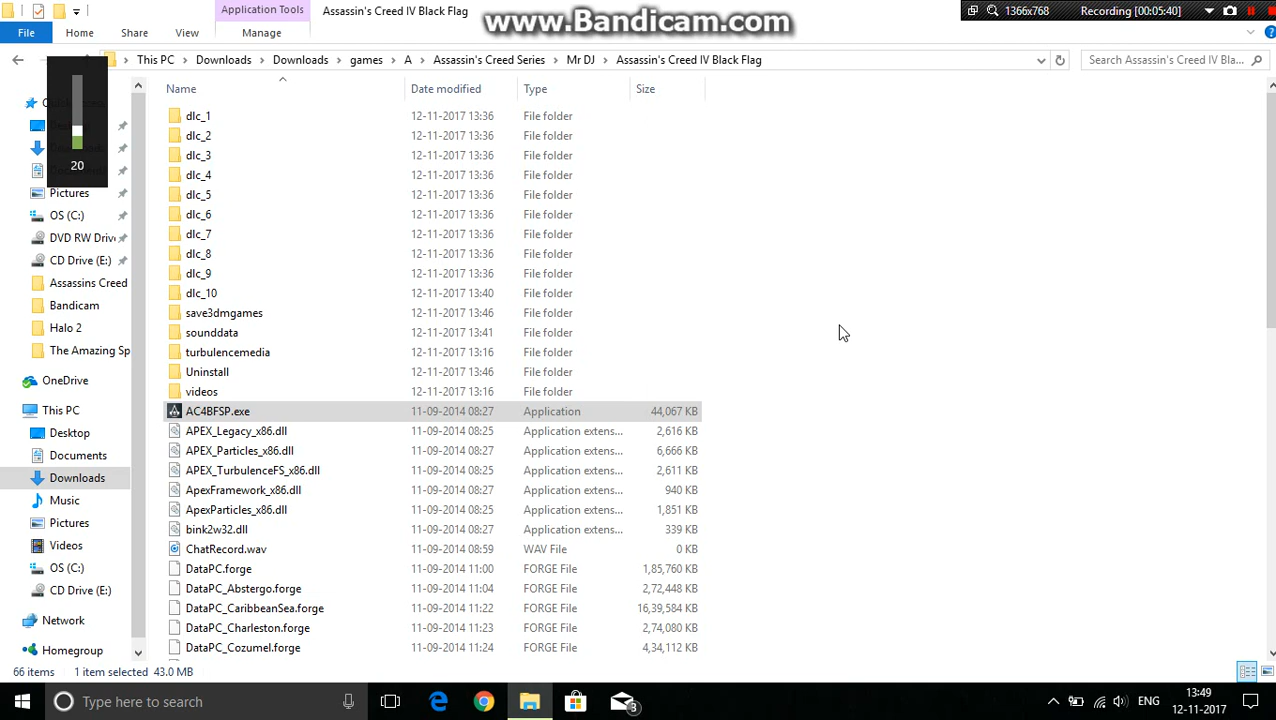 Application Tools
Assassin's Creed IV Black Flag
www.Bandicam.com
1366x768
Recording [00:05:40]
File
Home
Share
View
Manage
This PC
Downloads
Downloads
games
A
Assassin's Creed Series
Mr DJ
Assassin's Creed IV Black Flag
Search Assassin's Creed IV Bla...
Name
Date modified
Type
Size
dlc_1 12-11-2017 13:36 File folder
dlc_2 12-11-2017 13:36 File folder
dlc_3 12-11-2017 13:36 File folder
dlc_4 12-11-2017 13:36 File folder
dlc_5 12-11-2017 13:36 File folder
dlc_6 12-11-2017 13:36 File folder
dlc_7 12-11-2017 13:36 File folder
dlc_8 12-11-2017 13:36 File folder
dlc_9 12-11-2017 13:36 File folder
dlc_10 12-11-2017 13:40 File folder
save3dmgames 12-11-2017 13:46 File folder
sounddata 12-11-2017 13:41 File folder
turbulencemedia 12-11-2017 13:16 File folder
Uninstall 12-11-2017 13:46 File folder
videos 12-11-2017 13:16 File folder
AC4BFSP.exe 11-09-2014 08:27 Application 44,067 KB
APEX_Legacy_x86.dll 11-09-2014 08:25 Application extens... 2,616 KB
APEX_Particles_x86.dll 11-09-2014 08:27 Application extens... 6,666 KB
APEX_TurbulenceFS_x86.dll 11-09-2014 08:25 Application extens... 2,611 KB
ApexFramework_x86.dll 11-09-2014 08:27 Application extens... 940 KB
ApexParticles_x86.dll 11-09-2014 08:25 Application extens... 1,851 KB
bink2w32.dll 11-09-2014 08:27 Application extens... 339 KB
ChatRecord.wav 11-09-2014 08:59 WAV File 0 KB
DataPC.forge 11-09-2014 11:00 FORGE File 1,85,760 KB
DataPC_Abstergo.forge 11-09-2014 11:04 FORGE File 2,72,448 KB
DataPC_CaribbeanSea.forge 11-09-2014 11:22 FORGE File 16,39,584 KB
DataPC_Charleston.forge 11-09-2014 11:23 FORGE File 2,74,080 KB
DataPC_Cozumel.forge 11-09-2014 11:24 FORGE File 4,34,112 KB
20
Pictures
OS (C:)
DVD RW Driv
CD Drive (E:)
Assassins Creed
Bandicam
Halo 2
The Amazing Sp
OneDrive
This PC
Desktop
Documents
Downloads
Music
Pictures
Videos
OS (C:)
CD Drive (E:)
Network
Homegroup
66 items
1 item selected 43.0 MB
Type here to search
3
ENG
13:49
12-11-2017